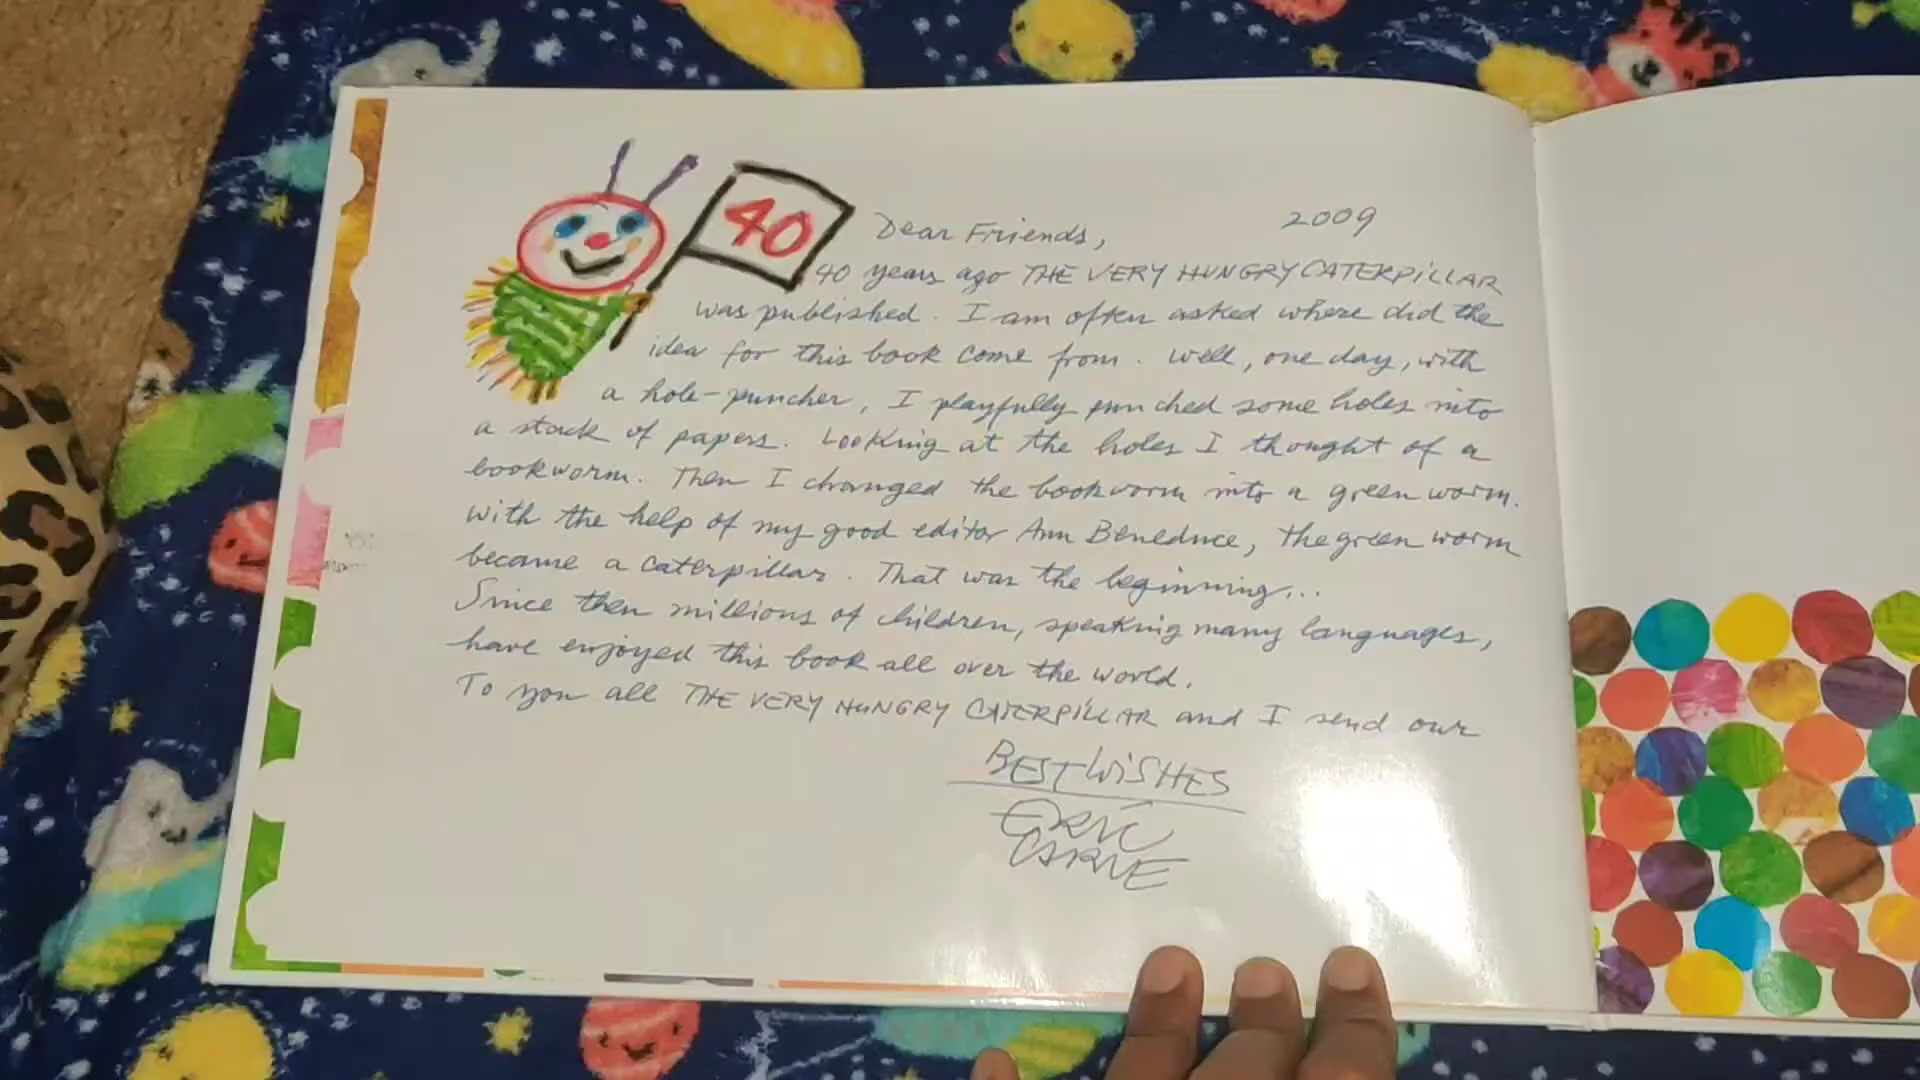 40
Dear Friends,
2009
40 years ago THE VERY HUNGRY CATERPILLAR
was published. I am often asked where did the
idea for this book come from. Well, one day, with
a hole-puncher, I playfully punched some holes into
a stack of papers. Looking at the holes I thought of a
bookworm. Then I changed the bookworm into a green worm.
With the help of my good editor Ann Beneduce, the green worm
became a caterpillar. That was the beginning...
Since then millions of children, speaking many languages,
have enjoyed this book all over the world.
To you all THE VERY HUNGRY CATERPILLAR and I send our
BEST WISHES
ERIC
CARLE